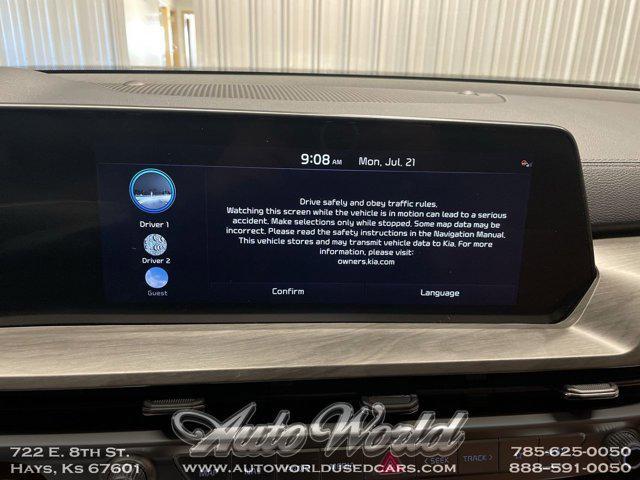 9:08 AM Mon, Jul. 21
Drive safely and obey traffic rules.
Watching this screen while the vehicle is in motion can lead to a serious
accident. Make selections only while stopped. Some map data may be
incorrect. Please read the safety instructions in the Navigation Manual.
This vehicle stores and may transmit vehicle data to Kia. For more
information, please visit:
owners.kia.com
Driver 1
Driver 2
Guest
Confirm Language
Auto World
722 E. 8TH ST.
HAYS, KS 67601
WWW.AUTOWORLDUSEDCARS.COM
785-625-0050
888-591-0050
MAP
SEEK
TRACK